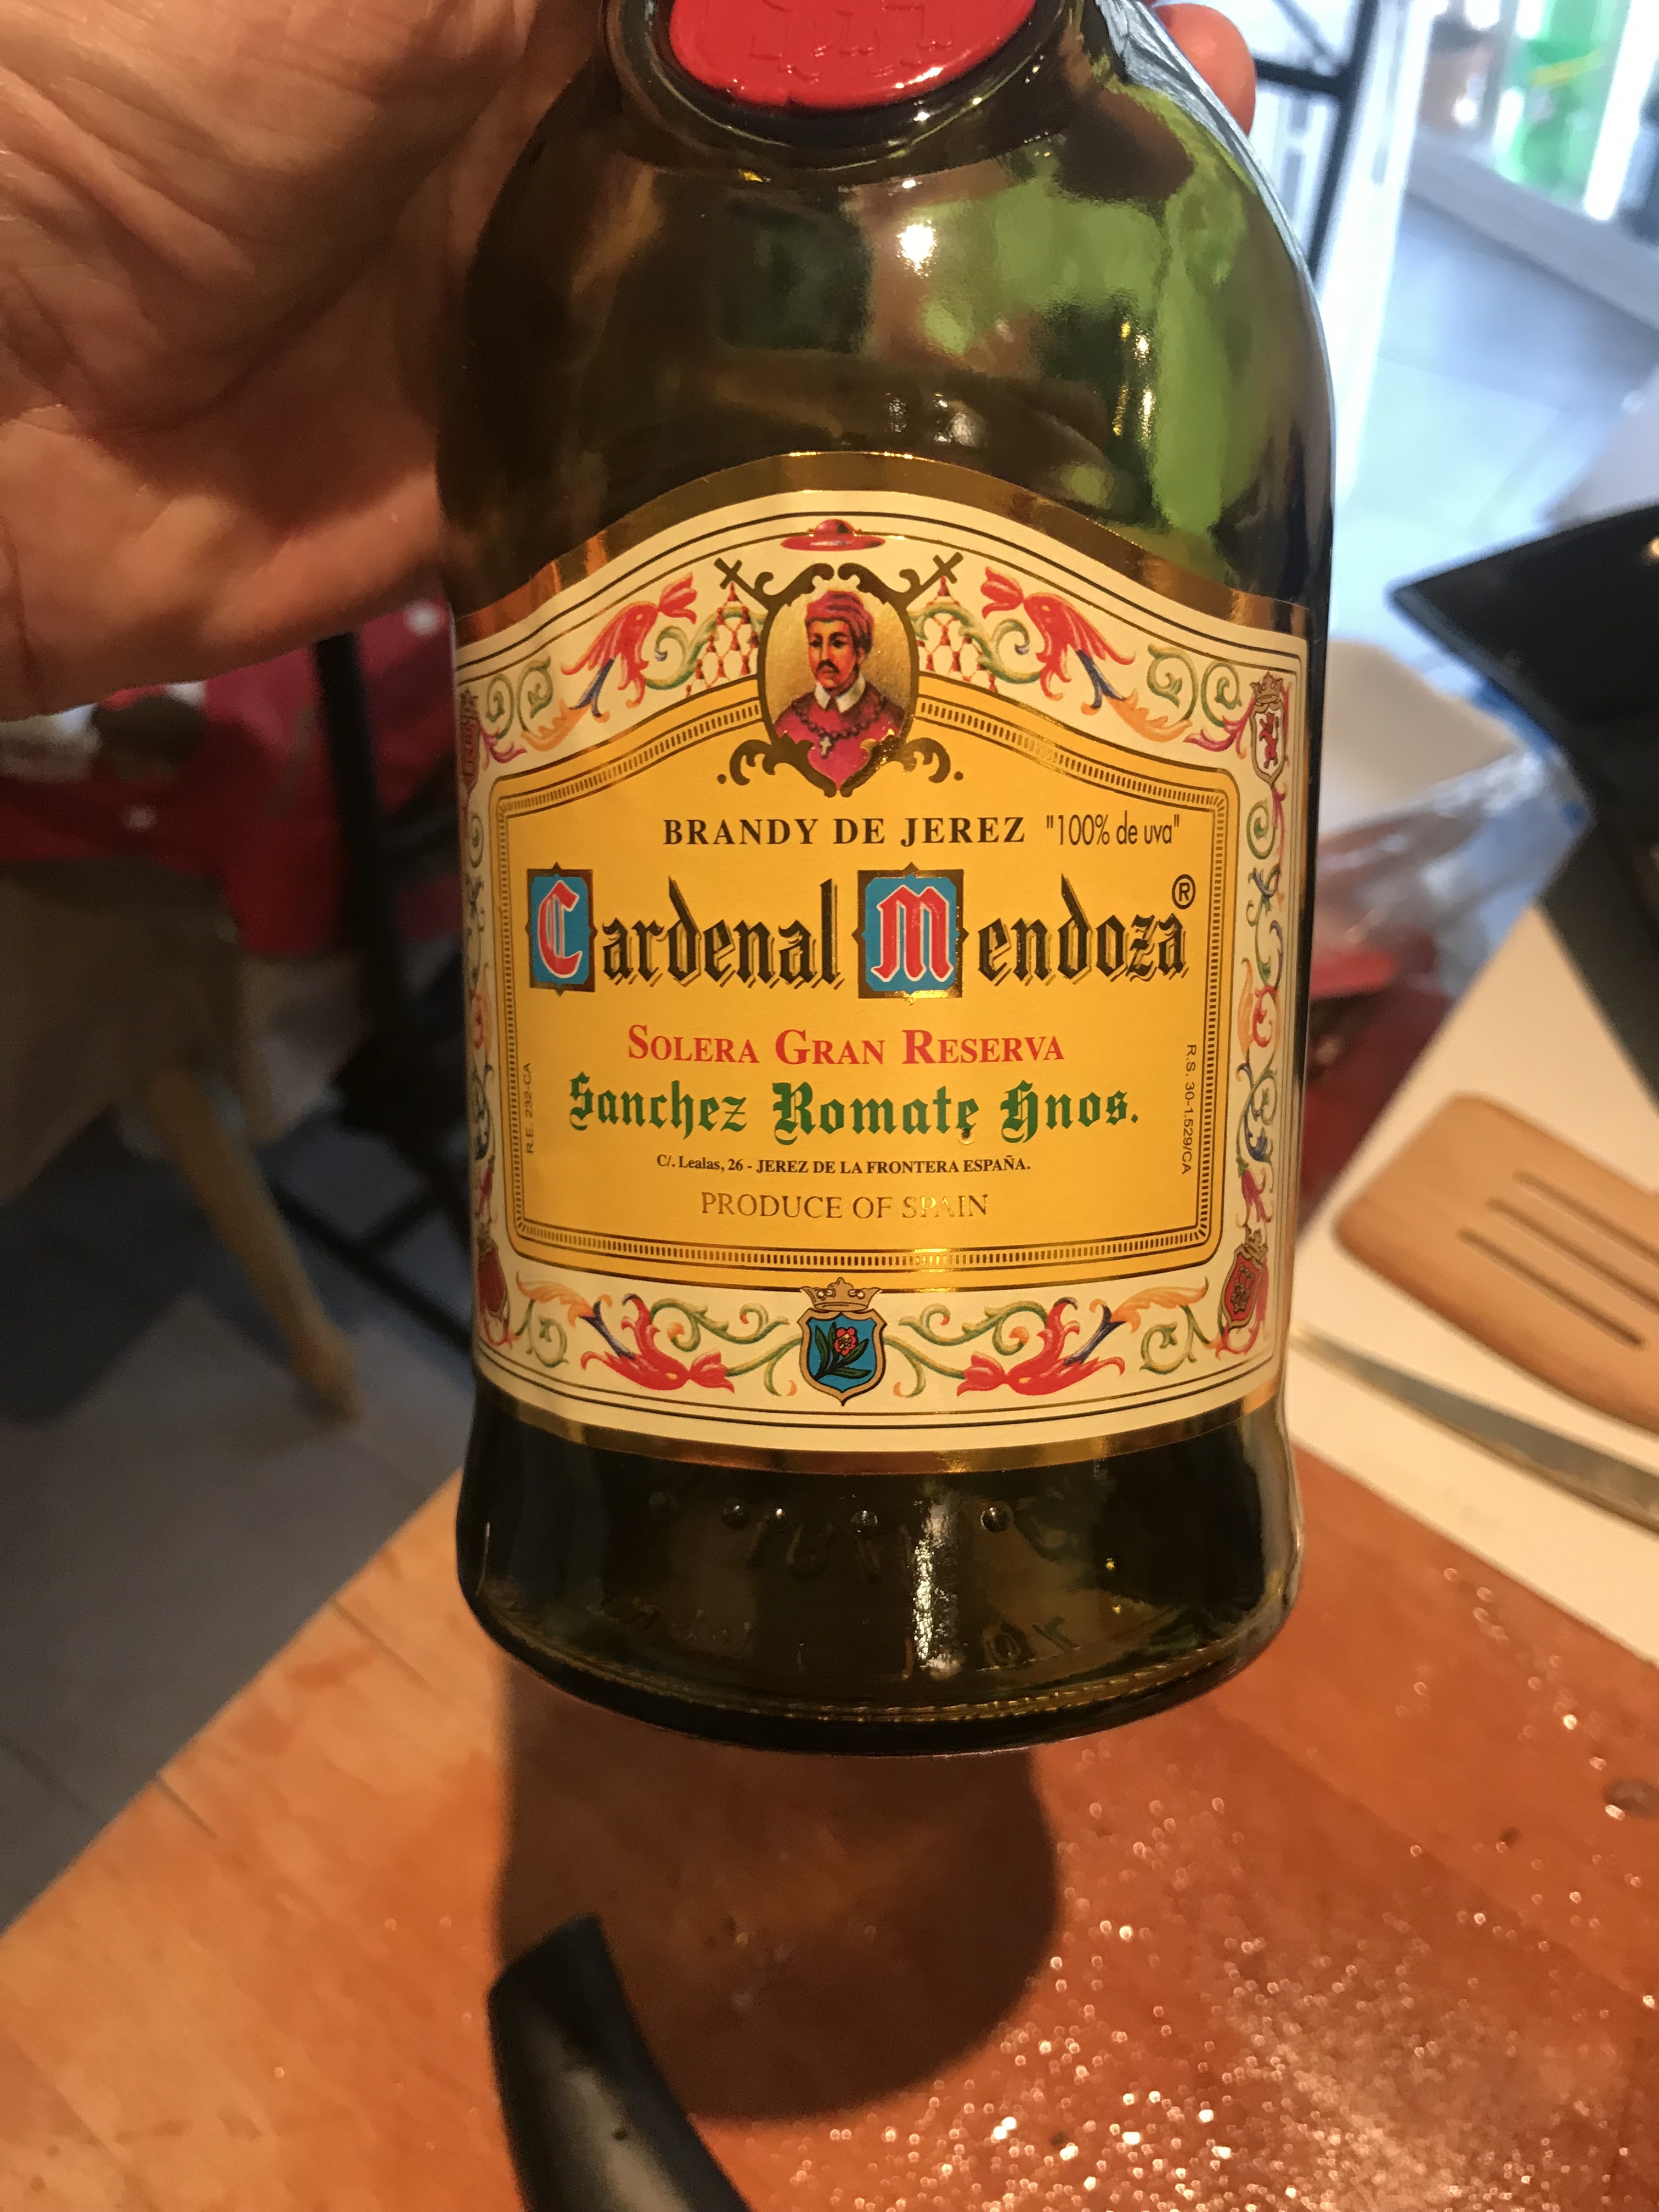 BRANDY DE JEREZ "100% de uva"
Cardenal Mendoza®
SOLERA GRAN RESERVA
Sanchez Romate Hnos.
C/. Lealas, 26 - JEREZ DE LA FRONTERA ESPAÑA.
PRODUCE OF SPAIN
R.E. 232-CA
R.S. 30-1.529/CA